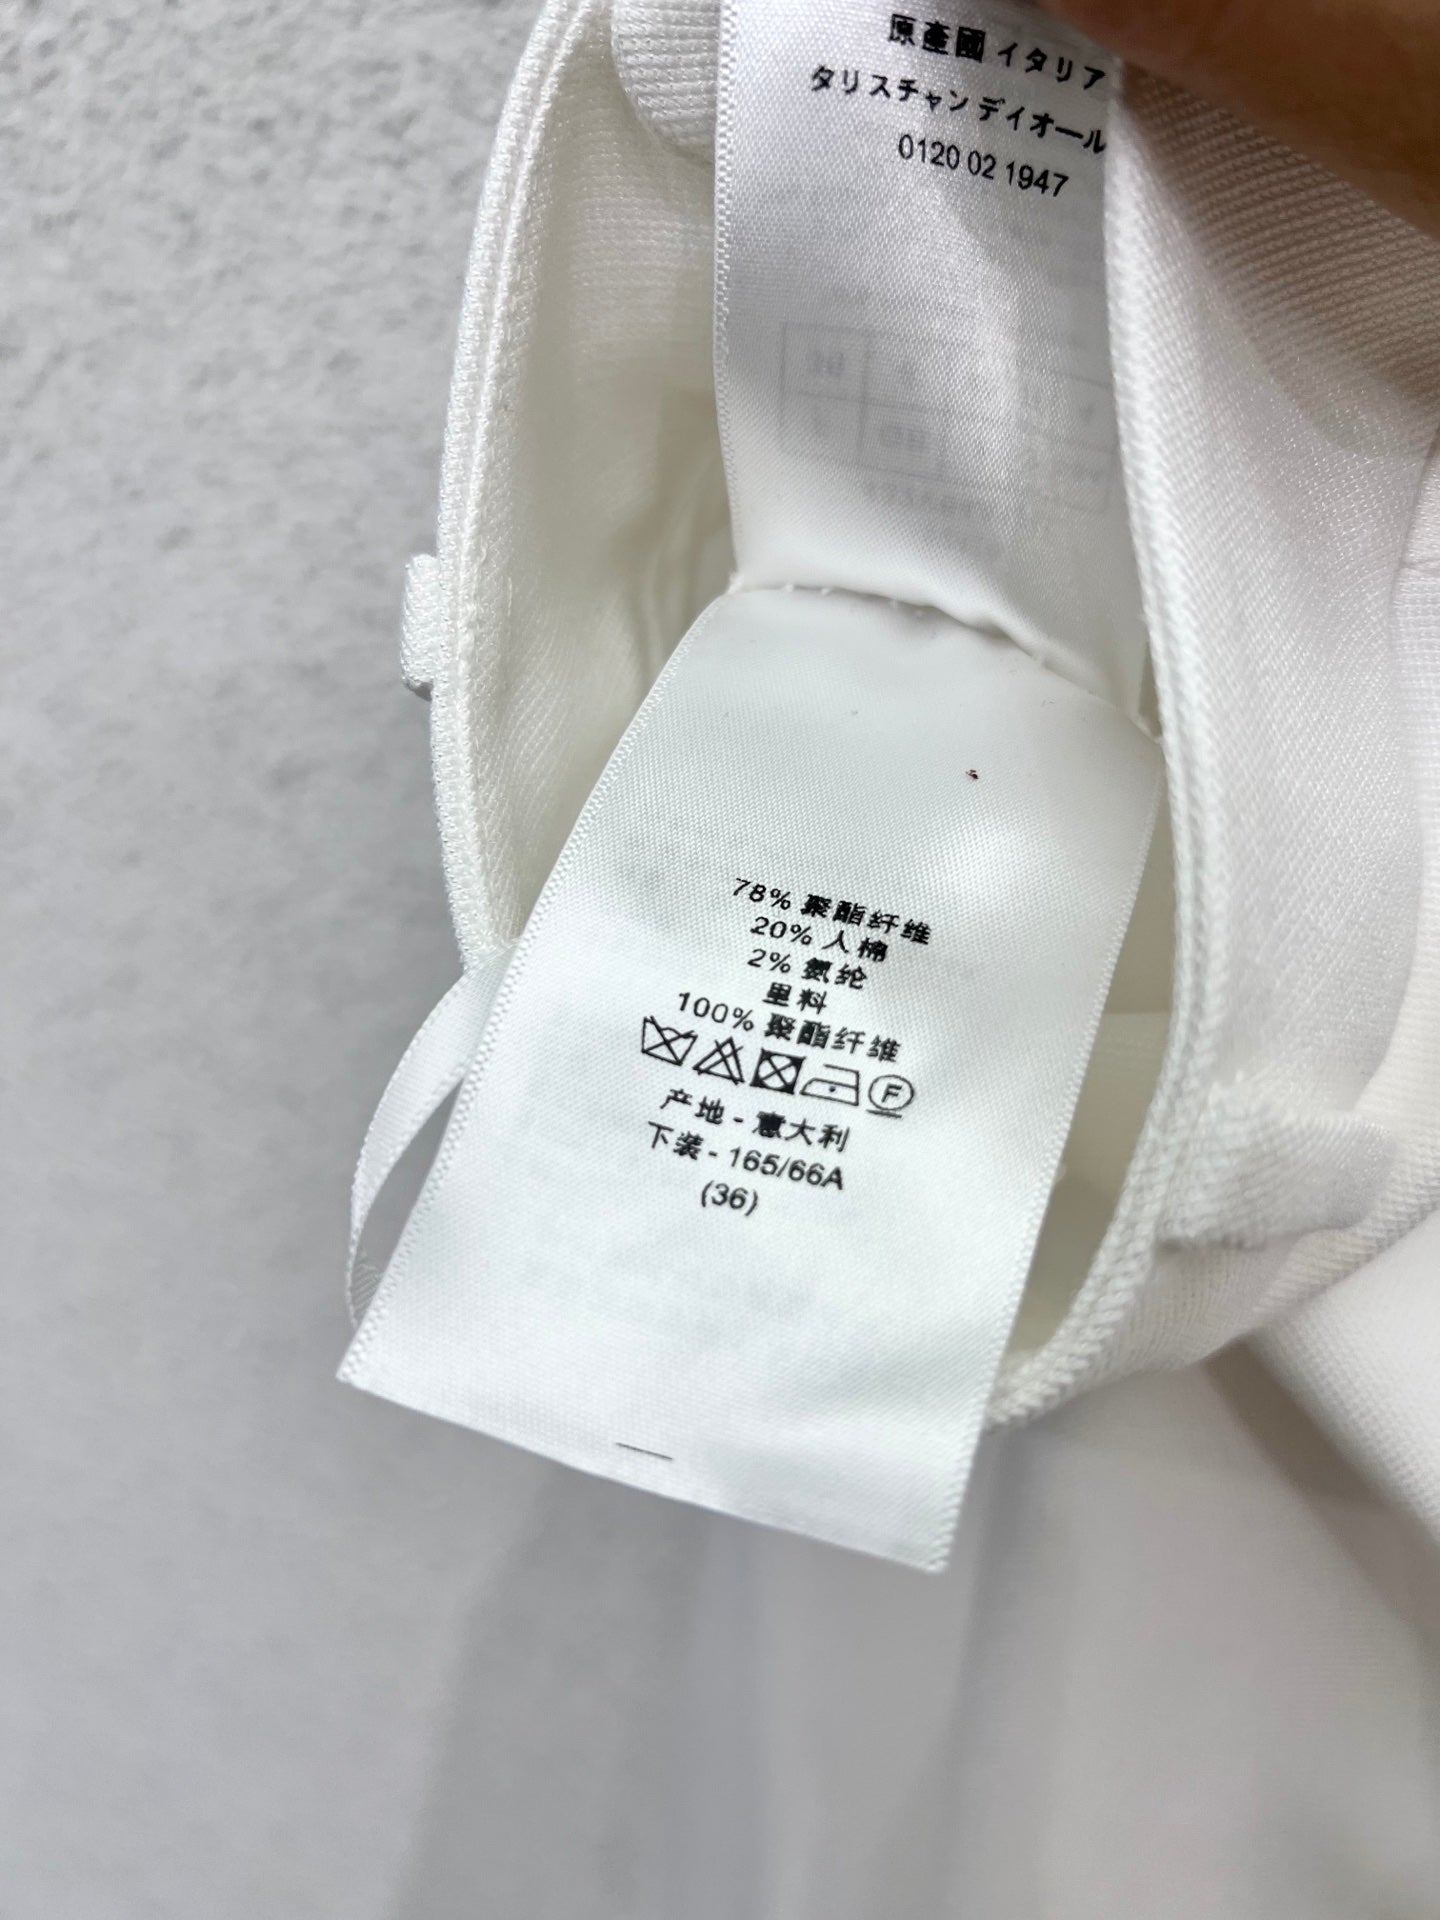 原產國 イタリア
タリスチャン ディオール
0120 02 1947
78% 聚酯纤维
20% 人棉
2% 氨纶
里料
100% 聚酯纤维
F
产地 - 意大利
下装 - 165/66A
(36)